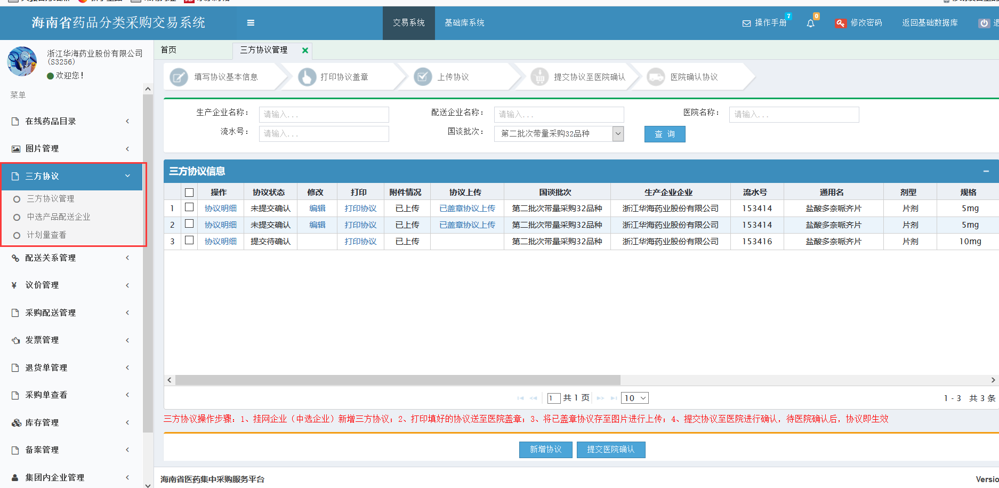 海南省药品分类采购交易系统
交易系统
基础库系统
操作手册
7
0
修改密码
返回基础数据库
浙江华海药业股份有限公司
(S3256)
欢迎您！
菜单
在线药品目录
图片管理
三方协议
三方协议管理
中选产品配送企业
计划量查看
配送关系管理
¥ 议价管理
采购配送管理
发票管理
退货单管理
采购单查看
库存管理
备案管理
集团内企业管理
首页
三方协议管理
填写协议基本信息
打印协议盖章
上传协议
提交协议至医院确认
医院确认协议
生产企业名称： 请输入...
配送企业名称： 请输入...
医院名称： 请输入...
流水号： 请输入...
国谈批次： 第二批次带量采购32品种
查 询
三方协议信息
操作 协议状态 修改 打印 附件情况 协议上传 国谈批次 生产企业企业 流水号 通用名 剂型 规格
1 协议明细 未提交确认 编辑 打印协议 已上传 已盖章协议上传 第二批次带量采购32品种 浙江华海药业股份有限公司 153414 盐酸多奈哌齐片 片剂 5mg
2 协议明细 未提交确认 编辑 打印协议 已上传 已盖章协议上传 第二批次带量采购32品种 浙江华海药业股份有限公司 153414 盐酸多奈哌齐片 片剂 5mg
3 协议明细 提交待确认 打印协议 已上传 第二批次带量采购32品种 浙江华海药业股份有限公司 153416 盐酸多奈哌齐片 片剂 10mg
1 共 1 页 10
1 - 3 共 3 条
三方协议操作步骤：1、挂网企业（中选企业）新增三方协议；2、打印填好的协议送至医院盖章；3、将已盖章协议存至图片进行上传；4、提交协议至医院进行确认，待医院确认后，协议即生效
新增协议
提交医院确认
海南省医药集中采购服务平台
Versio